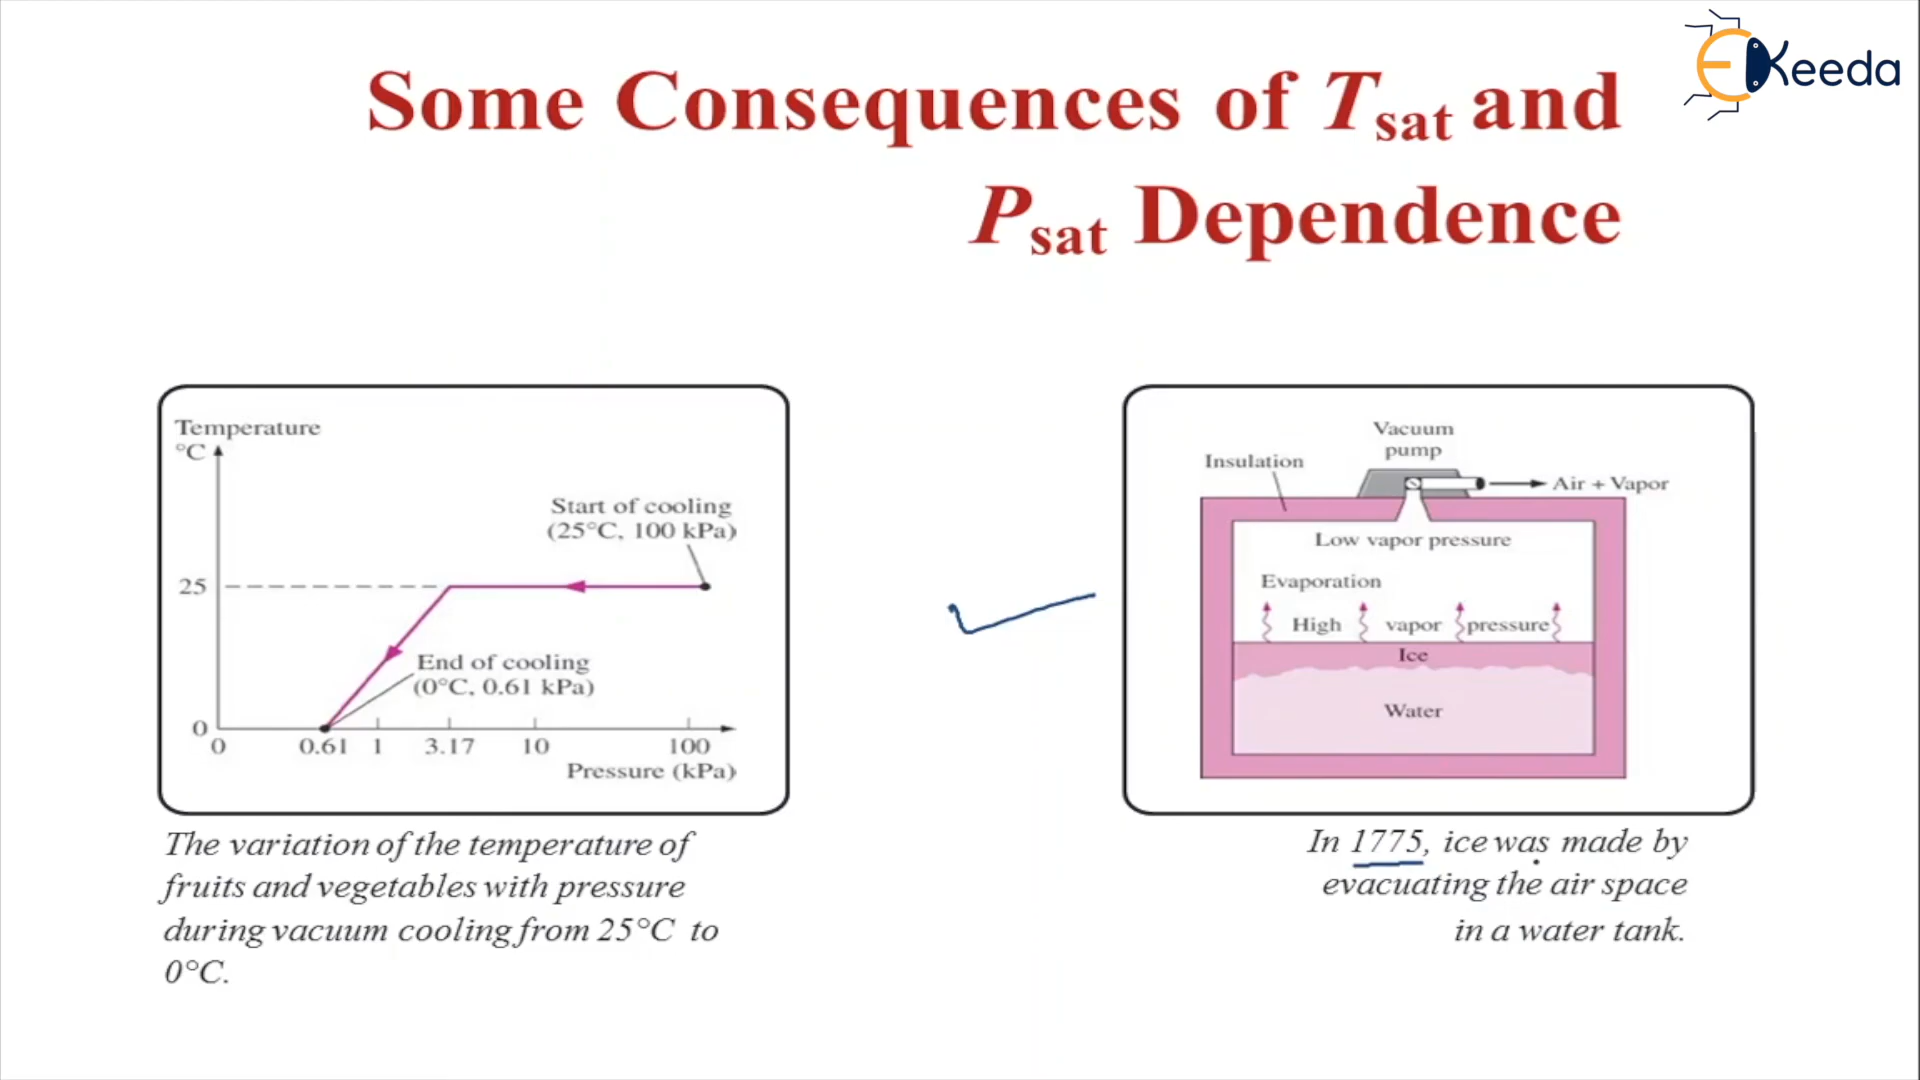 EKeeda
Some Consequences of Tsat and
Psat Dependence
Temperature
°C
Start of cooling
(25°C, 100 kPa)
25
End of cooling
(0°C, 0.61 kPa)
0
0 0.61 1 3.17 10 100
Pressure (kPa)
The variation of the temperature of
fruits and vegetables with pressure
during vacuum cooling from 25°C to
0°C.
Vacuum
pump
Insulation
Air + Vapor
Low vapor pressure
Evaporation
High vapor pressure
Ice
Water
In 1775, ice was made by
evacuating the air space
in a water tank.